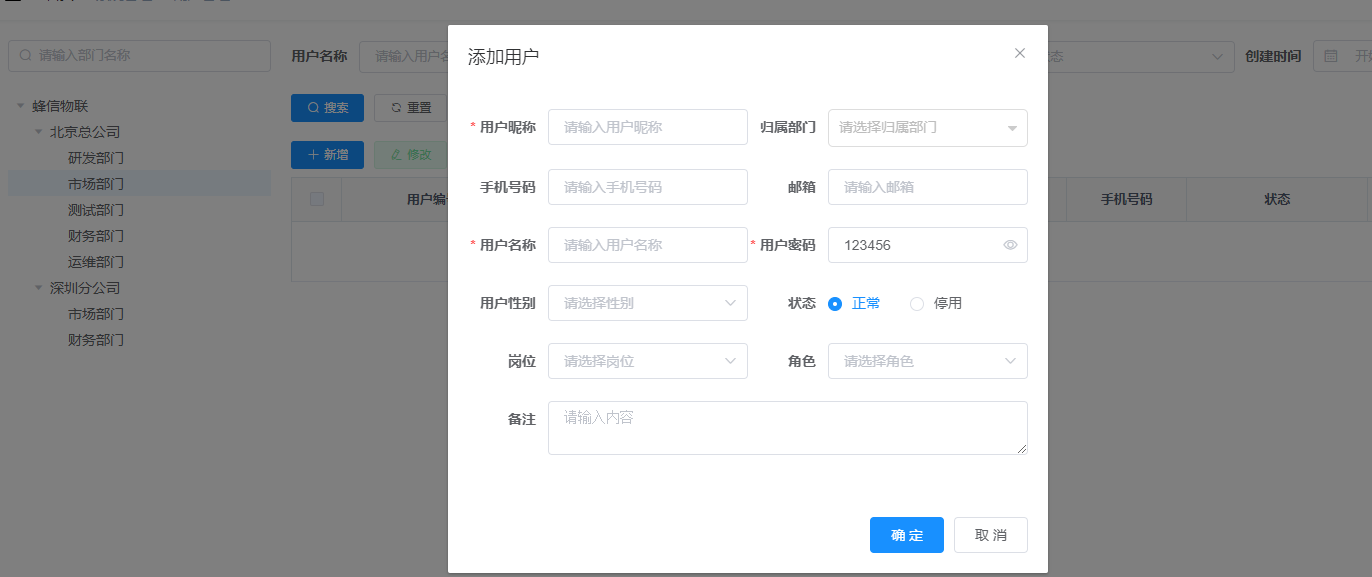 请输入部门名称
用户名称
请输入用户名
状态
创建时间
开始
搜索
重置
新增
修改
蜂信物联
北京总公司
研发部门
市场部门
测试部门
财务部门
运维部门
深圳分公司
市场部门
财务部门
用户编
手机号码
状态
添加用户
* 用户昵称 请输入用户昵称 归属部门 请选择归属部门
手机号码 请输入手机号码 邮箱 请输入邮箱
* 用户名称 请输入用户名称 * 用户密码 123456
用户性别 请选择性别 状态 正常 停用
岗位 请选择岗位 角色 请选择角色
备注 请输入内容
确 定 取 消